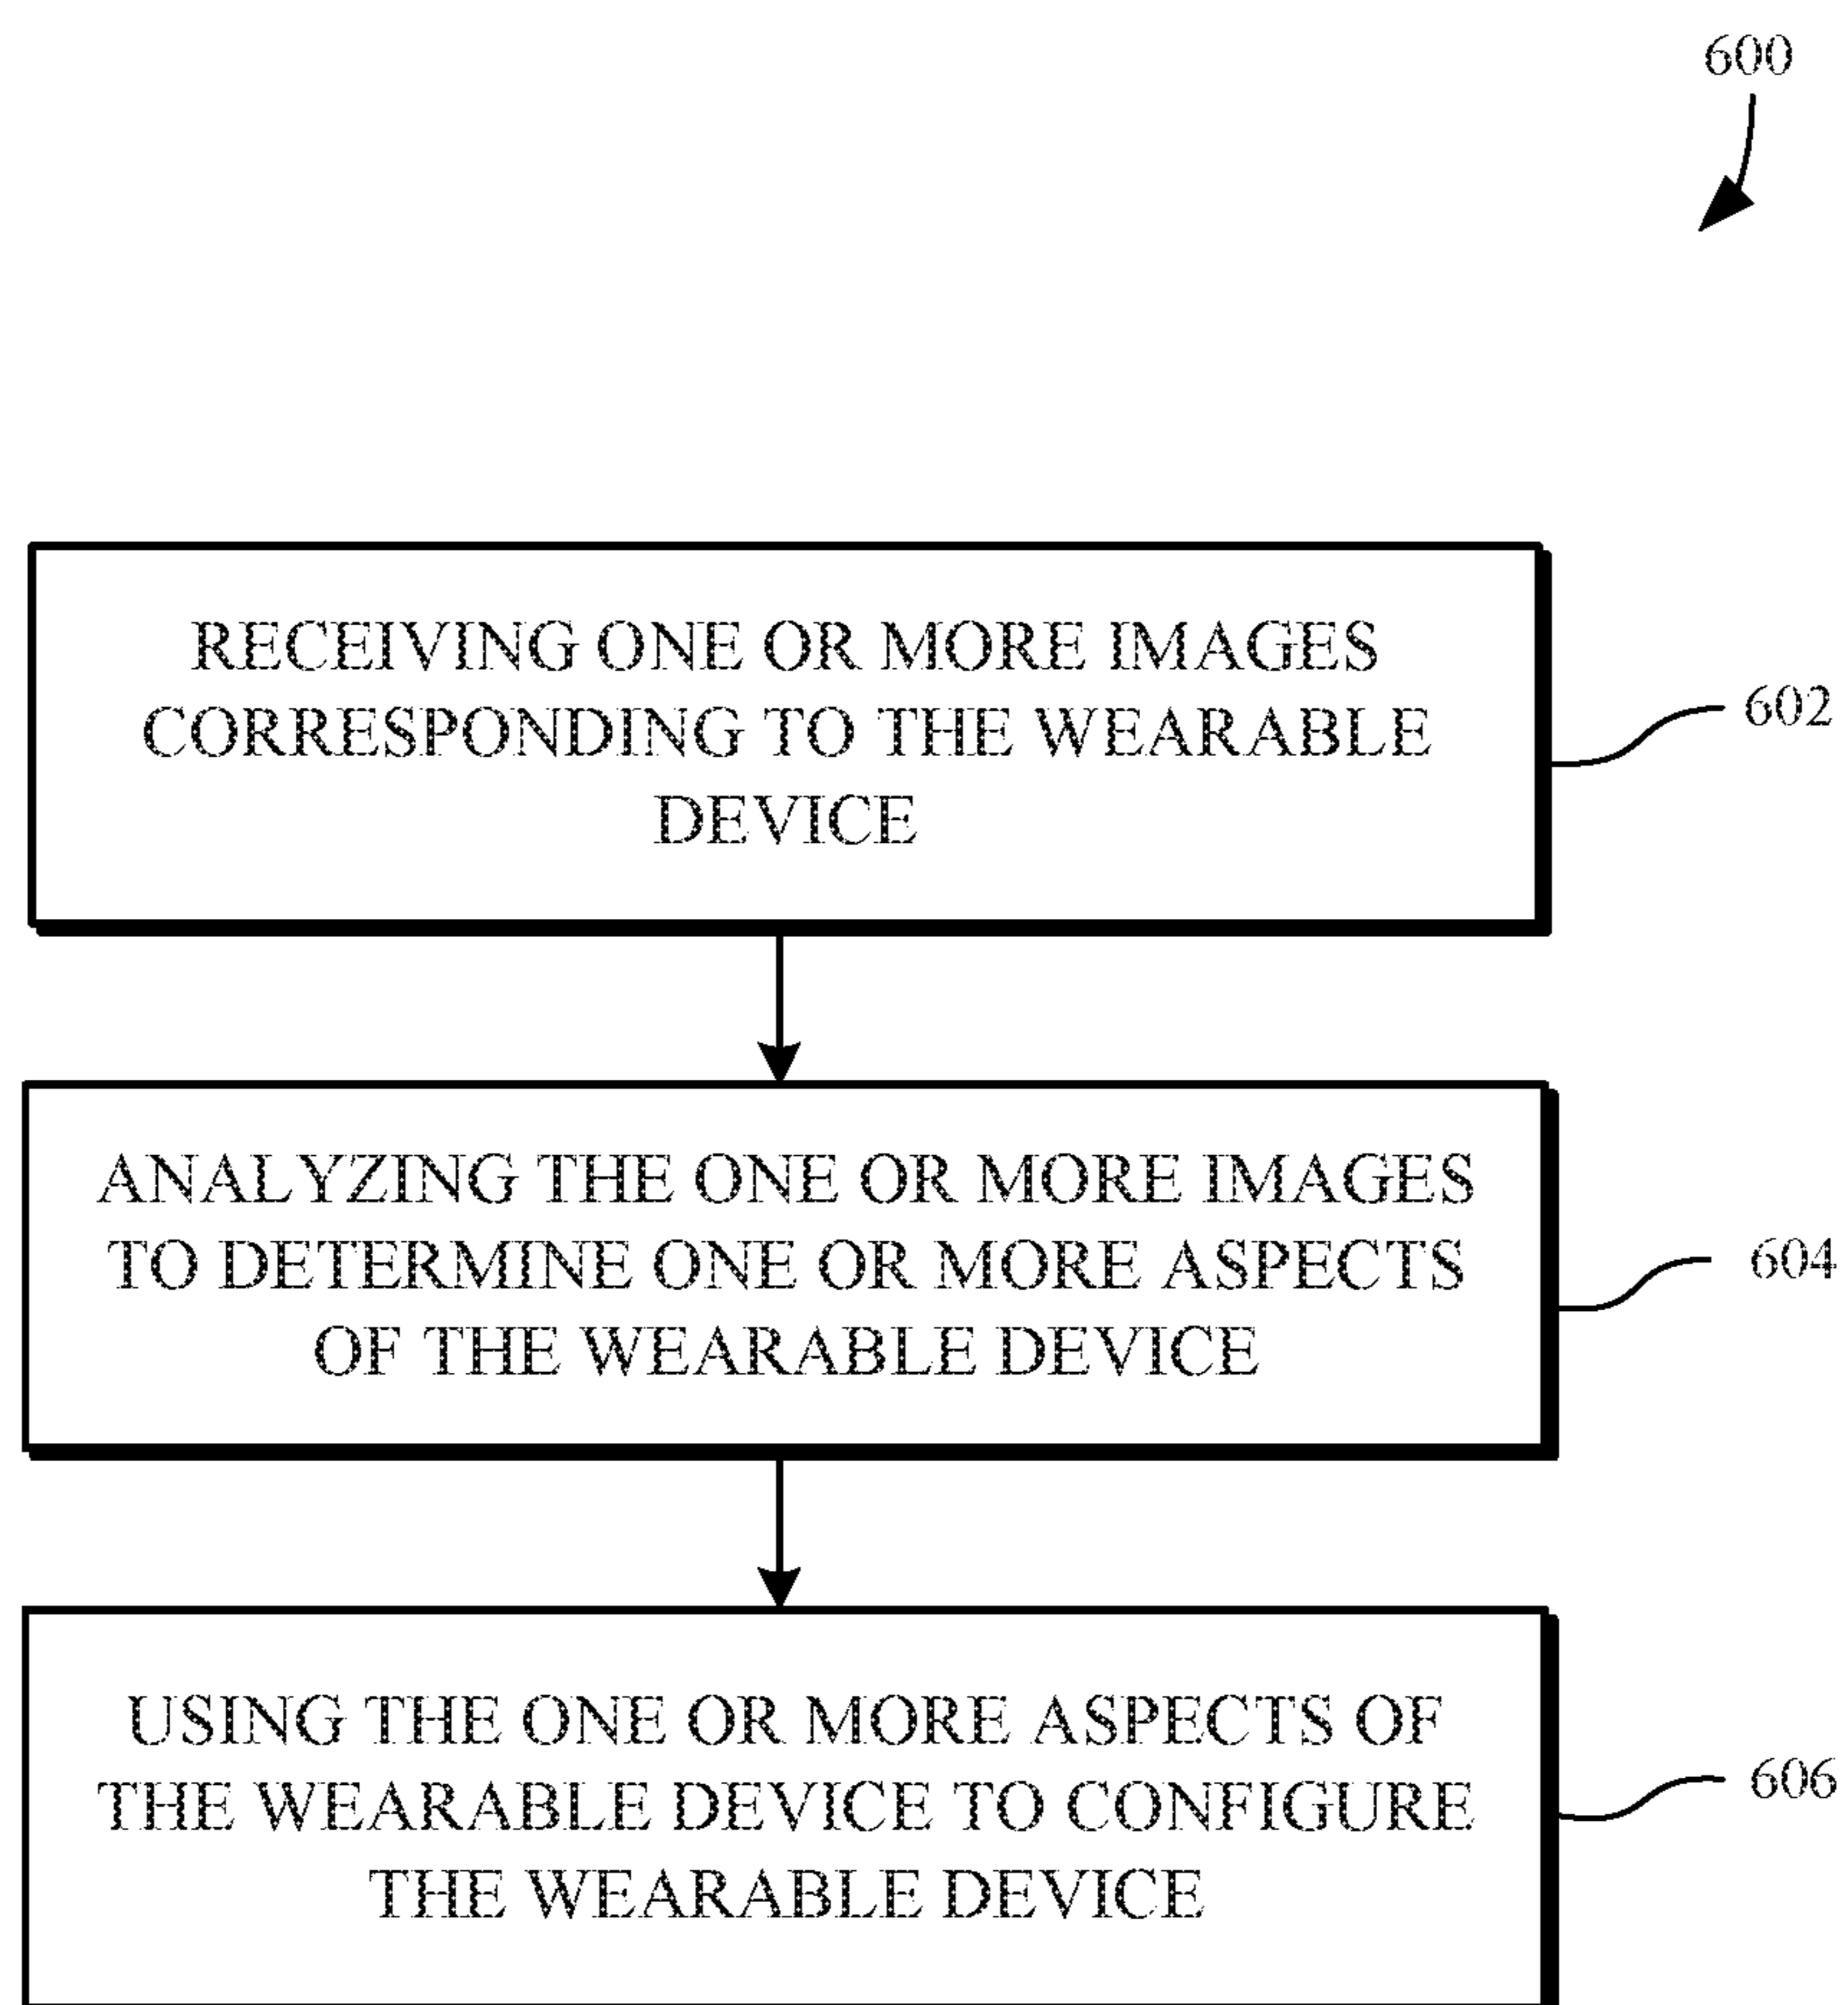 600
RECEIVING ONE OR MORE IMAGES
CORRESPONDING TO THE WEARABLE
DEVICE
602
ANALYZING THE ONE OR MORE IMAGES
TO DETERMINE ONE OR MORE ASPECTS
OF THE WEARABLE DEVICE
604
USING THE ONE OR MORE ASPECTS OF
THE WEARABLE DEVICE TO CONFIGURE
THE WEARABLE DEVICE
606